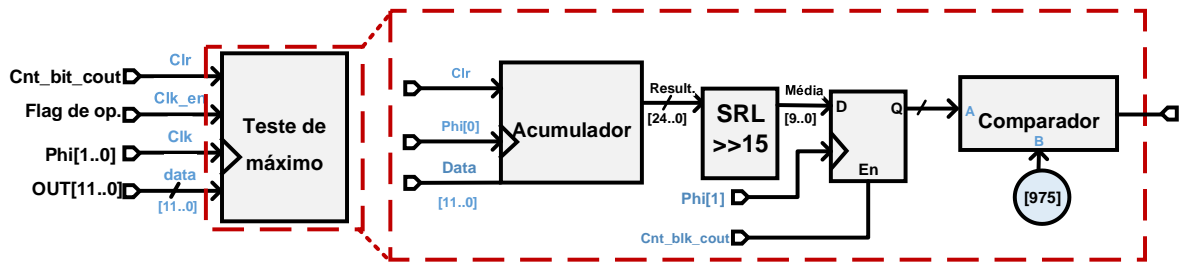 Cnt_bit_cout
Clr
Flag de op.
Clk_en
Phi[1..0]
Clk
OUT[11..0]
data
[11..0]
Teste de
máximo
Clr
Phi[0]
Data
[11..0]
Acumulador
Result.
[24..0]
SRL
>>15
Média
[9..0]
D
Q
En
Phi[1]
Cnt_blk_cout
A
Comparador
B
[975]